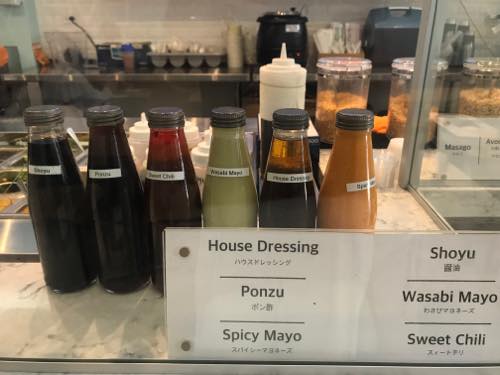 Shoyu
Ponzu
Sweet Chili
Wasabi Mayo
House Dressing
House Dressing
ハウスドレッシング
Ponzu
ポン酢
Spicy Mayo
スパイシーマヨネーズ
Shoyu
醤油
Wasabi Mayo
わさびマヨネーズ
Sweet Chili
スィートチリ
Masago